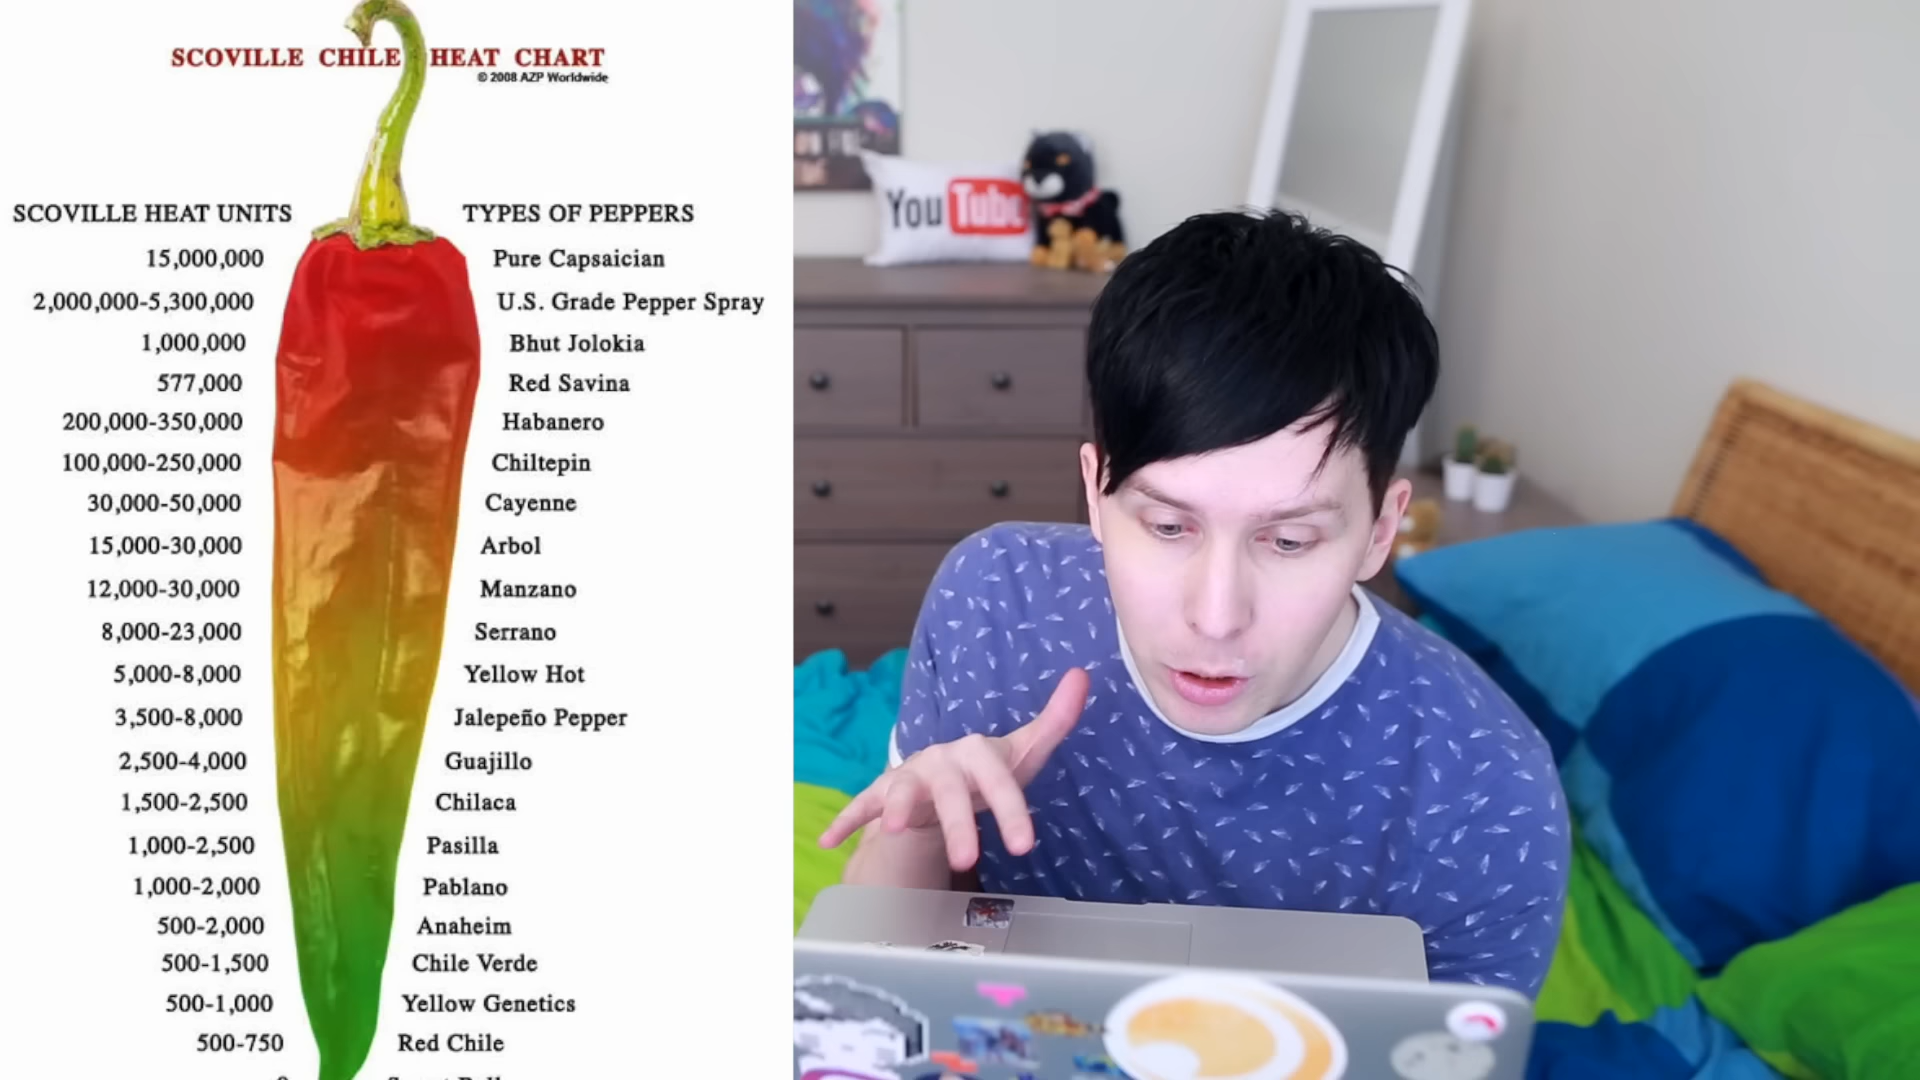 SCOVILLE CHILE HEAT CHART
© 2008 AZP Worldwide
SCOVILLE HEAT UNITS TYPES OF PEPPERS
15,000,000 Pure Capsaician
2,000,000-5,300,000 U.S. Grade Pepper Spray
1,000,000 Bhut Jolokia
577,000 Red Savina
200,000-350,000 Habanero
100,000-250,000 Chiltepin
30,000-50,000 Cayenne
15,000-30,000 Arbol
12,000-30,000 Manzano
8,000-23,000 Serrano
5,000-8,000 Yellow Hot
3,500-8,000 Jalepeño Pepper
2,500-4,000 Guajillo
1,500-2,500 Chilaca
1,000-2,500 Pasilla
1,000-2,000 Pablano
500-2,000 Anaheim
500-1,500 Chile Verde
500-1,000 Yellow Genetics
500-750 Red Chile
YouTube